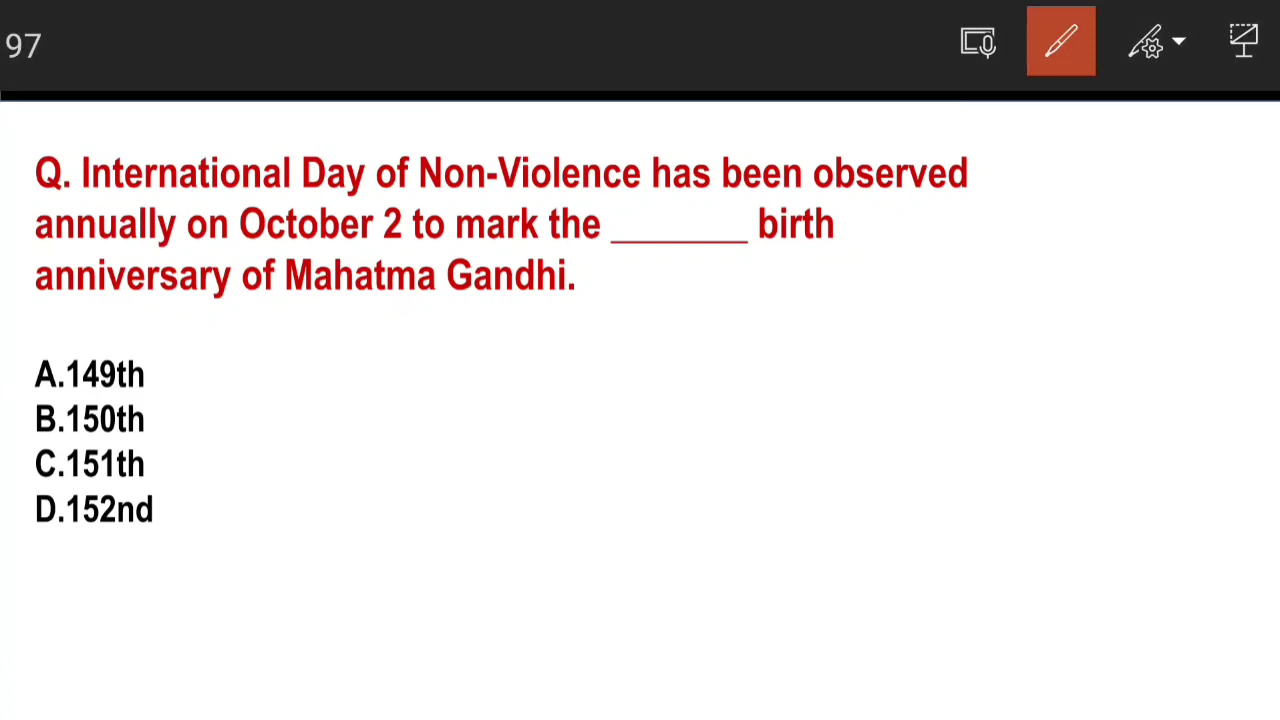 97
Q. International Day of Non-Violence has been observed
annually on October 2 to mark the _______ birth
anniversary of Mahatma Gandhi.
A.149th
B.150th
C.151th
D.152nd